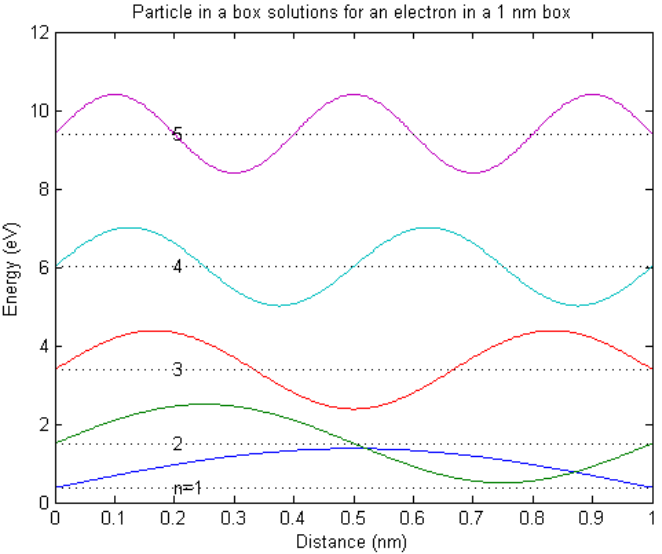 Particle in a box solutions for an electron in a 1 nm box
12
10
8
6
4
2
0
Energy (eV)
5
4
3
2
n=1
0 0.1 0.2 0.3 0.4 0.5 0.6 0.7 0.8 0.9 1
Distance (nm)